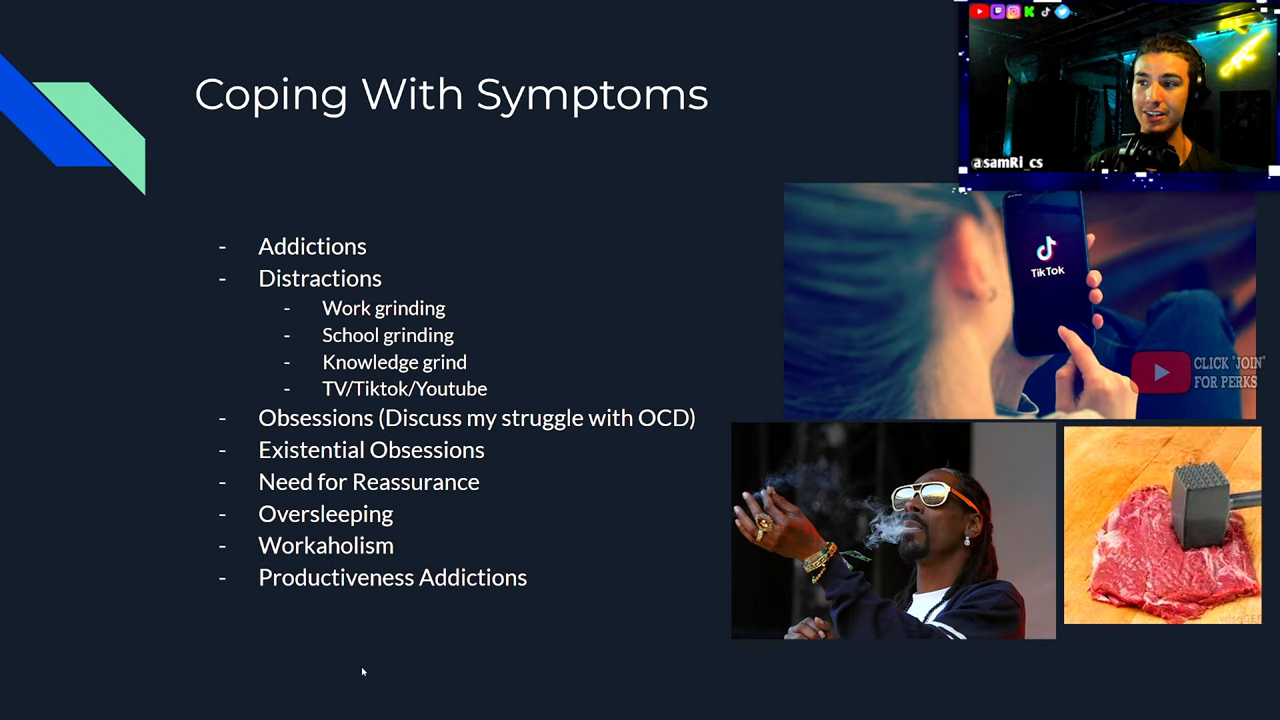 Coping With Symptoms
@samRi_cs
- Addictions
- Distractions
- Work grinding
- School grinding
- Knowledge grind
- TV/Tiktok/Youtube
- Obsessions (Discuss my struggle with OCD)
- Existential Obsessions
- Need for Reassurance
- Oversleeping
- Workaholism
- Productiveness Addictions
TikTok
CLICK "JOIN"
FOR PERKS
wiseGEEK